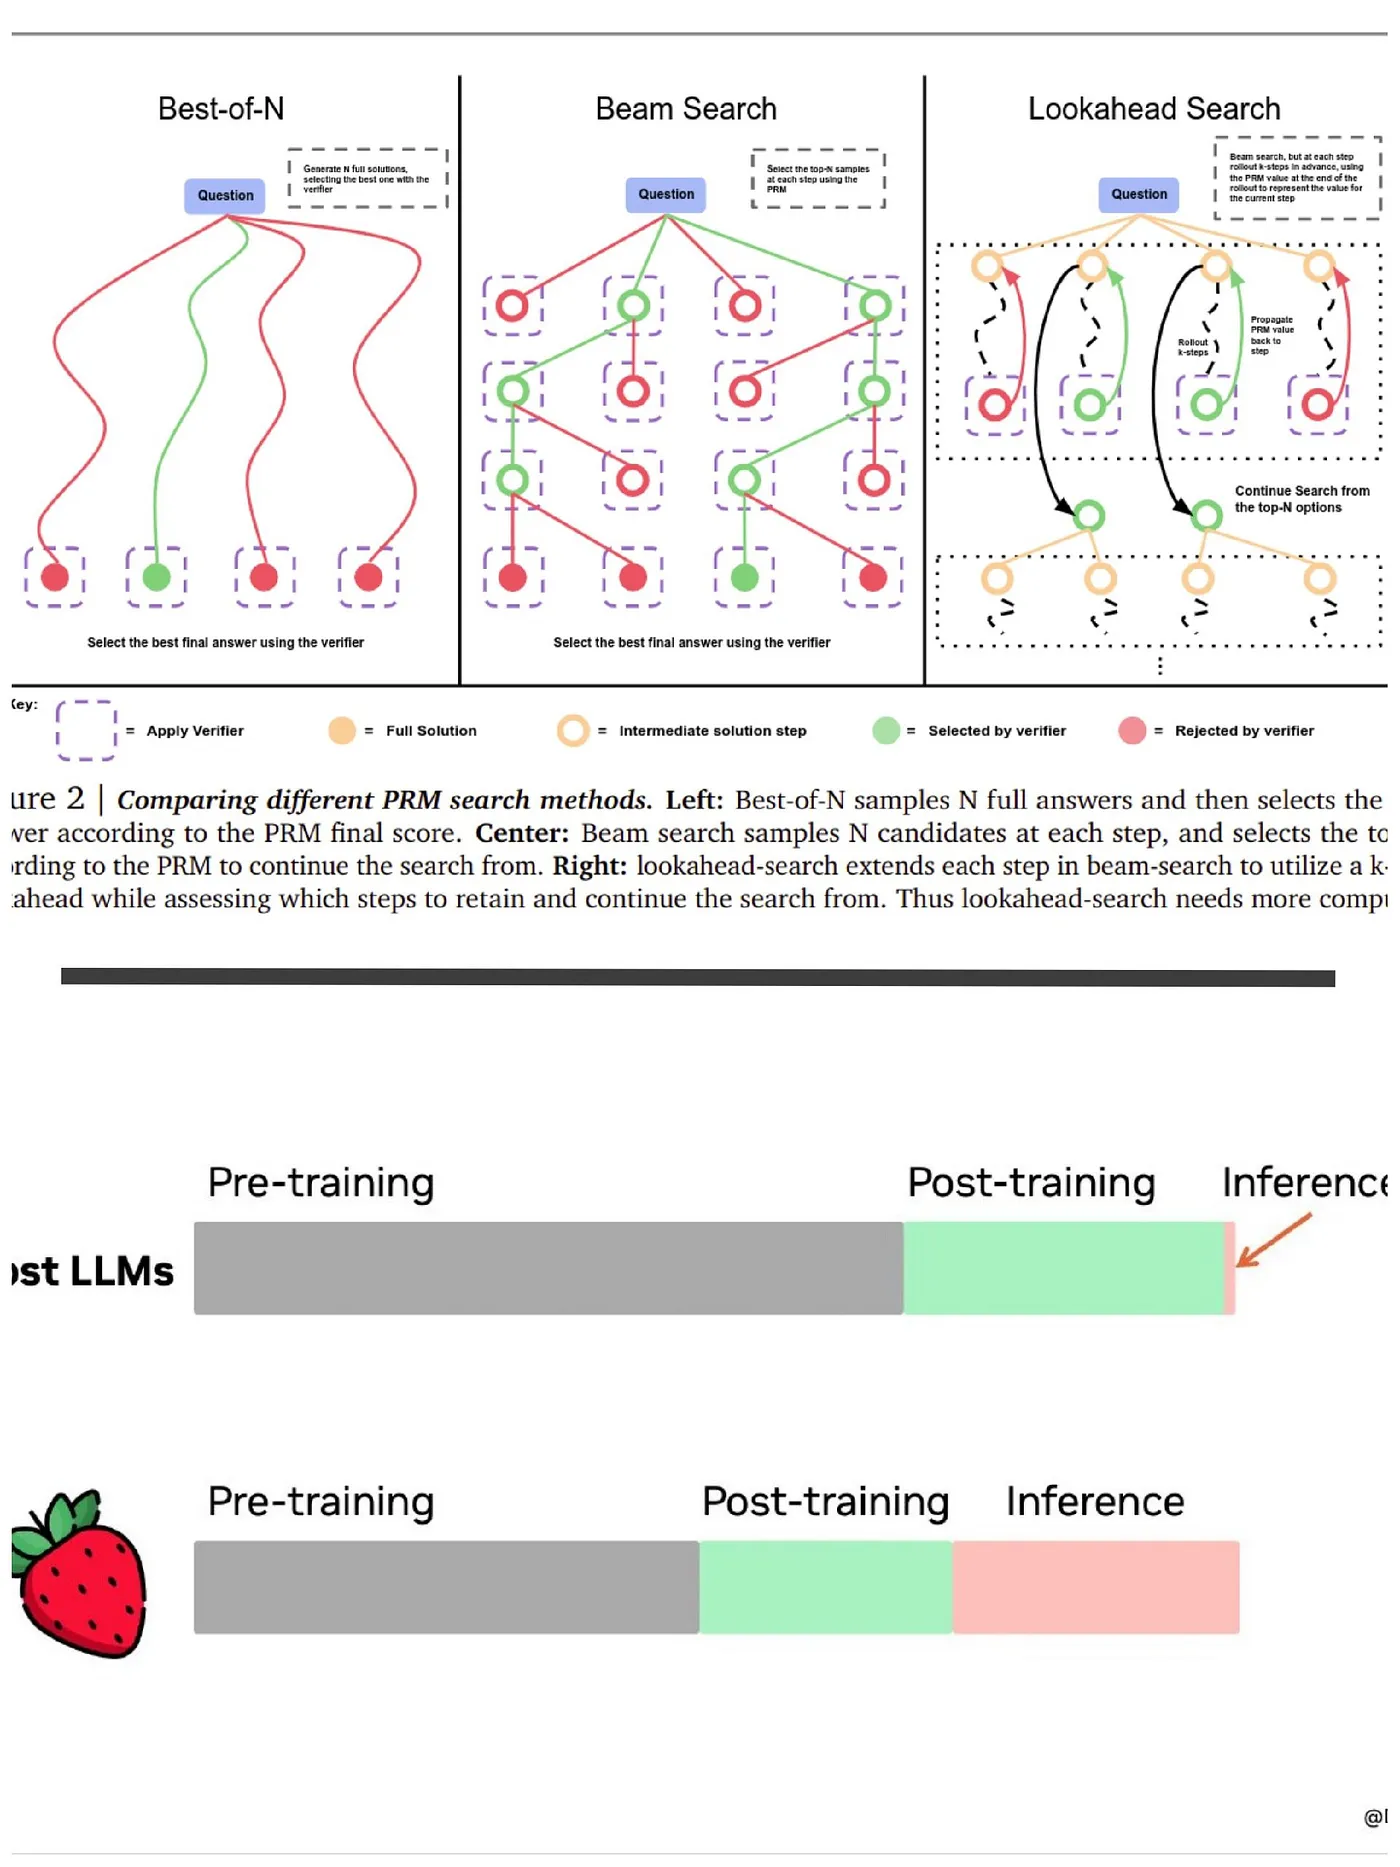 Best-of-N
Generate N full solutions,
selecting the best one with the
verifier
Question
Select the best final answer using the verifier
Beam Search
Select the top-N samples
at each step using the
PRM
Question
Select the best final answer using the verifier
Lookahead Search
Beam search, but at each step
rollout k-steps in advance, using
the PRM value at the end of the
rollout to represent the value for
the current step
Question
Rollout
k-steps
Propagate
PRM value
back to
step
Continue Search from
the top-N options
Key:
= Apply Verifier
= Full Solution
= Intermediate solution step
= Selected by verifier
= Rejected by verifier
ure 2 | Comparing different PRM search methods. Left: Best-of-N samples N full answers and then selects the
wer according to the PRM final score. Center: Beam search samples N candidates at each step, and selects the to
ording to the PRM to continue the search from. Right: lookahead-search extends each step in beam-search to utilize a k-
kahead while assessing which steps to retain and continue the search from. Thus lookahead-search needs more compu
Pre-training Post-training Inference
ost LLMs
Pre-training Post-training Inference